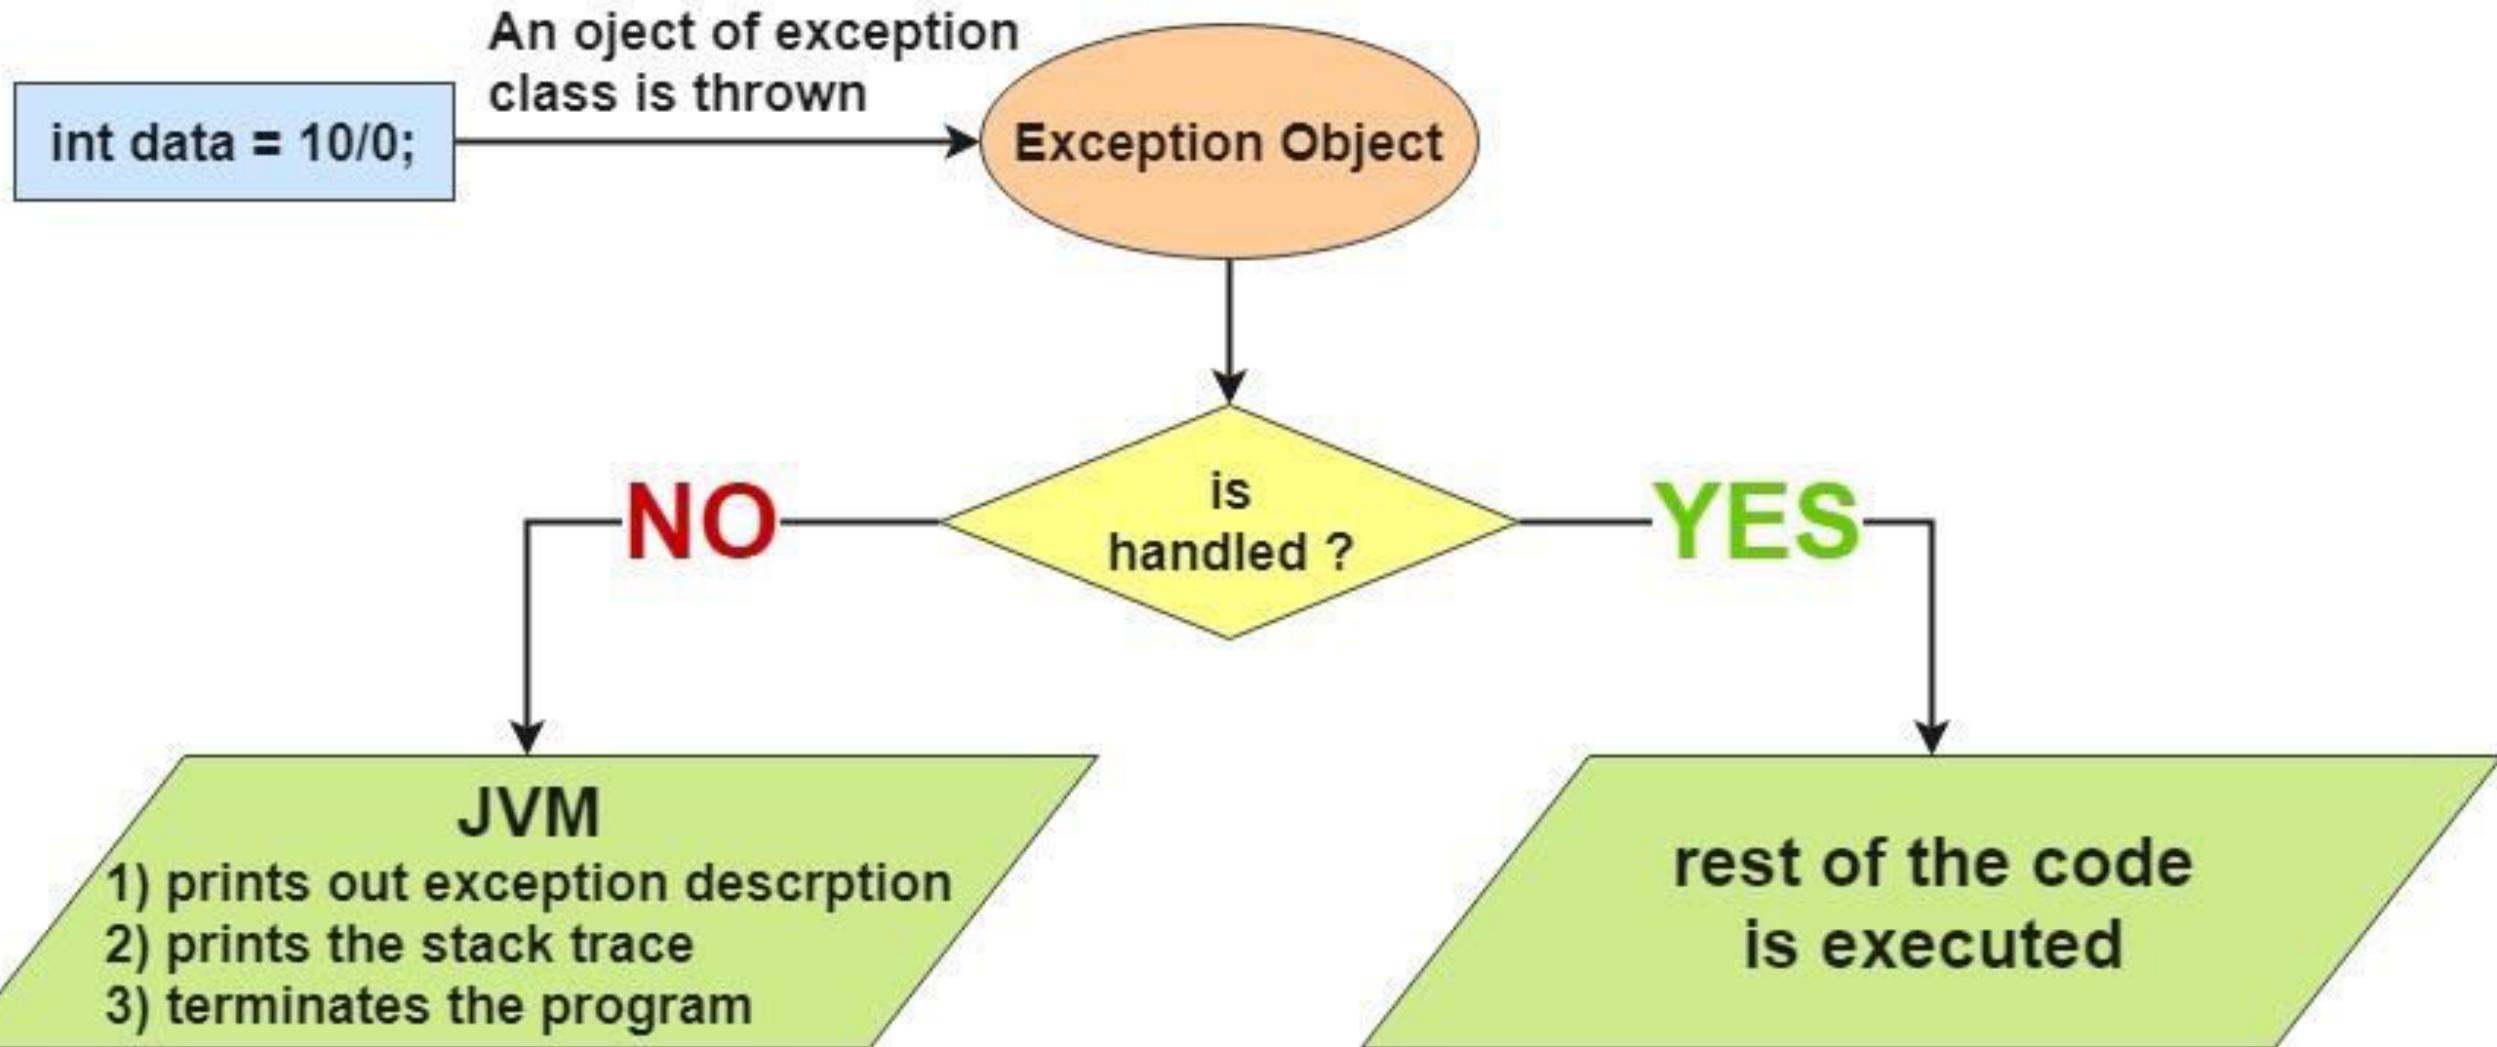 An oject of exception
class is thrown
int data = 10/0;
Exception Object
is
handled ?
NO
YES
JVM
1) prints out exception descrption
2) prints the stack trace
3) terminates the program
rest of the code
is executed